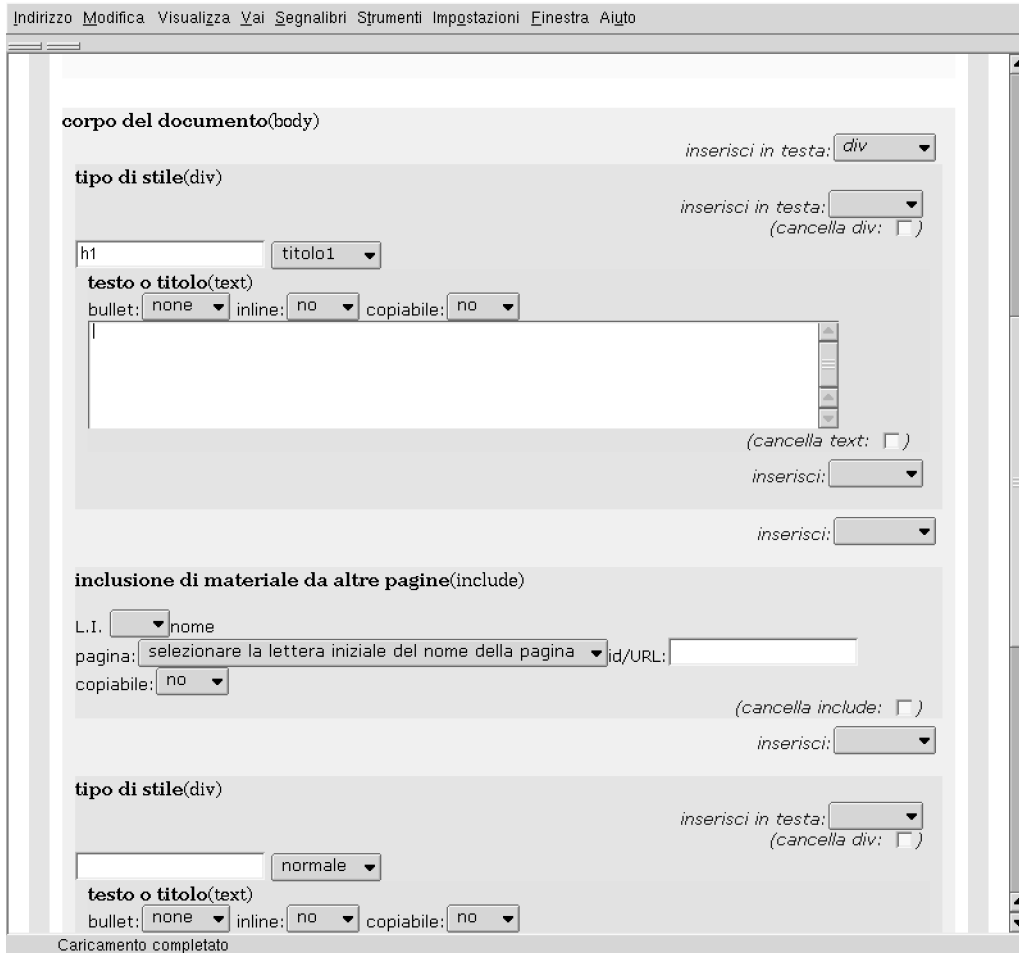 Indirizzo Modifica Visualizza Vai Segnalibri Strumenti Impostazioni Finestra Aiuto
corpo del documento(body)
inserisci in testa: div
tipo di stile(div)
inserisci in testa:
(cancella div: )
h1 titolo1
testo o titolo(text)
bullet: none inline: no copiabile: no
(cancella text: )
inserisci:
inserisci:
inclusione di materiale da altre pagine(include)
L.I. nome
pagina: selezionare la lettera iniziale del nome della pagina id/URL:
copiabile: no
(cancella include: )
inserisci:
tipo di stile(div)
inserisci in testa:
(cancella div: )
normale
testo o titolo(text)
bullet: none inline: no copiabile: no
Caricamento completato